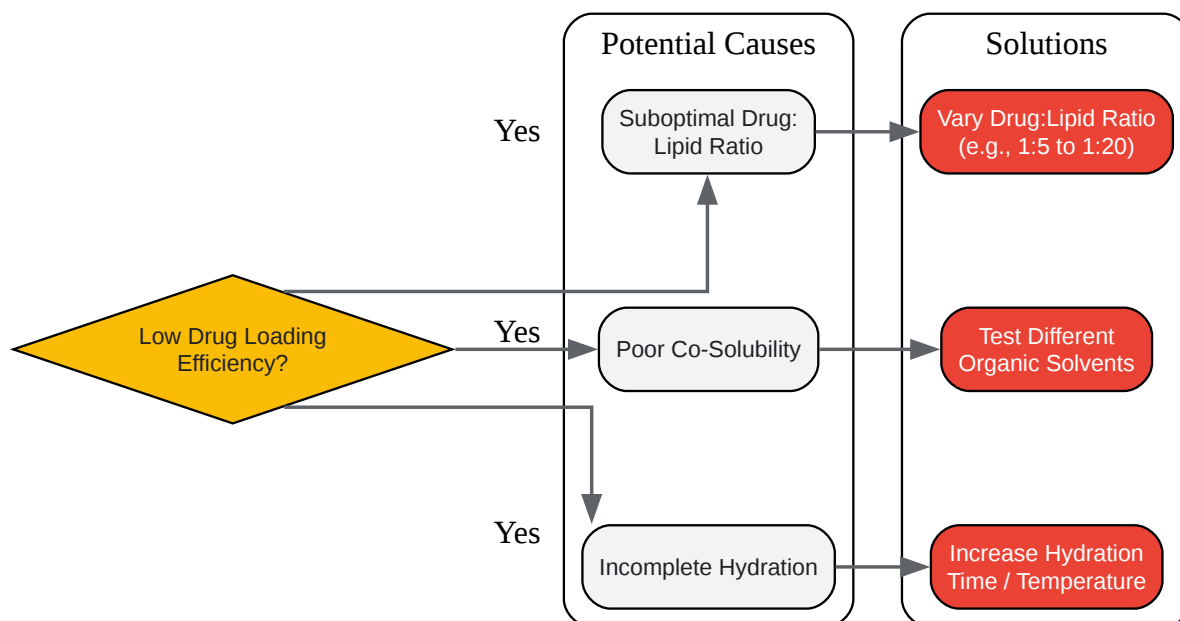 Potential Causes
Solutions
Yes
Suboptimal Drug:
Lipid Ratio
Vary Drug:Lipid Ratio
(e.g., 1:5 to 1:20)
Low Drug Loading
Efficiency?
Yes
Poor Co-Solubility
Test Different
Organic Solvents
Yes
Incomplete Hydration
Increase Hydration
Time / Temperature